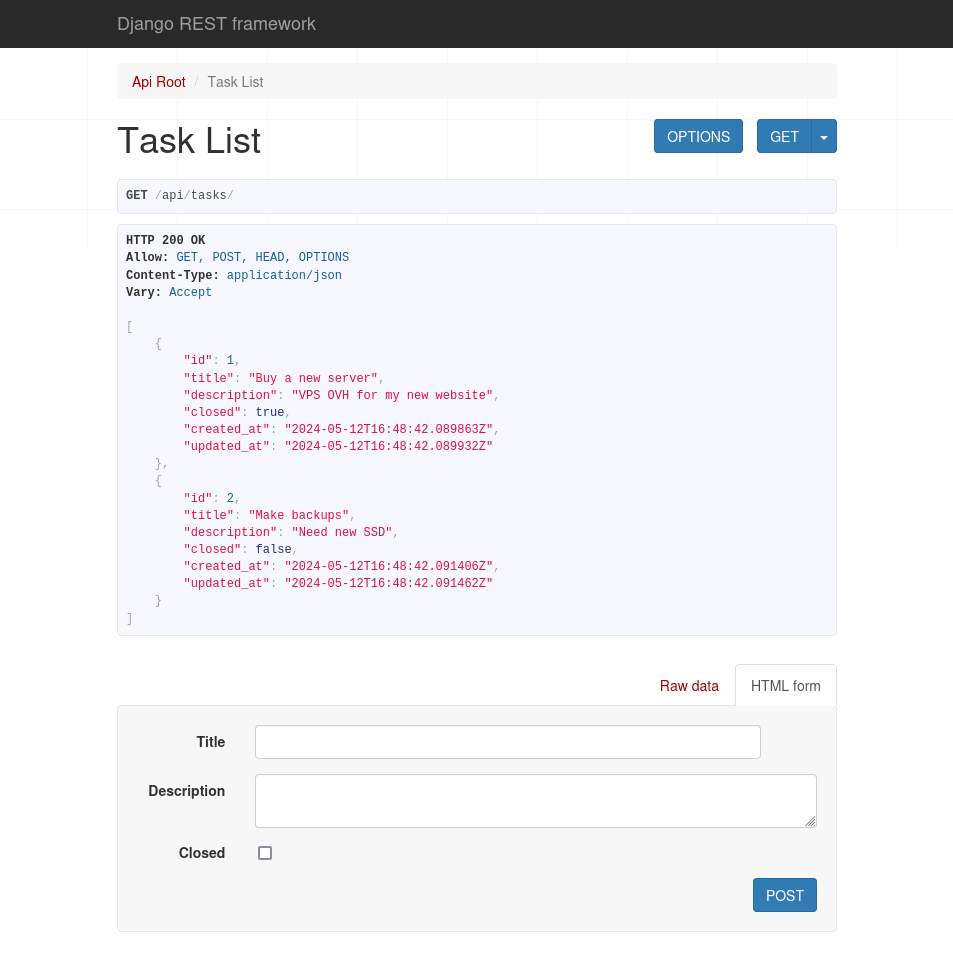 Django REST framework
Api Root / Task List
Task List
OPTIONS GET
GET /api/tasks/
HTTP 200 OK
Allow: GET, POST, HEAD, OPTIONS
Content-Type: application/json
Vary: Accept
[
    {
        "id": 1,
        "title": "Buy a new server",
        "description": "VPS OVH for my new website",
        "closed": true,
        "created_at": "2024-05-12T16:48:42.089863Z",
        "updated_at": "2024-05-12T16:48:42.089932Z"
    },
    {
        "id": 2,
        "title": "Make backups",
        "description": "Need new SSD",
        "closed": false,
        "created_at": "2024-05-12T16:48:42.091406Z",
        "updated_at": "2024-05-12T16:48:42.091462Z"
    }
]
Raw data HTML form
Title
Description
Closed
POST